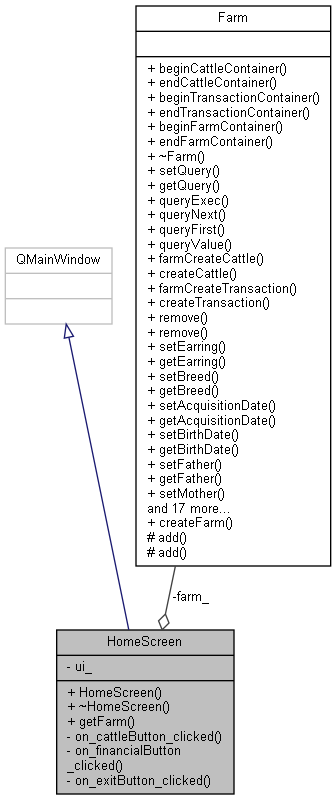 Farm
+ beginCattleContainer()
+ endCattleContainer()
+ beginTransactionContainer()
+ endTransactionContainer()
+ beginFarmContainer()
+ endFarmContainer()
+ ~Farm()
+ setQuery()
+ getQuery()
+ queryExec()
+ queryNext()
+ queryFirst()
+ queryValue()
+ farmCreateCattle()
+ createCattle()
+ farmCreateTransaction()
+ createTransaction()
+ remove()
+ remove()
+ setEarring()
+ getEarring()
+ setBreed()
+ getBreed()
+ setAcquisitionDate()
+ getAcquisitionDate()
+ setBirthDate()
+ getBirthDate()
+ setFather()
+ getFather()
+ setMother()
and 17 more...
+ createFarm()
# add()
# add()
QMainWindow
-farm_
HomeScreen
- ui_
+ HomeScreen()
+ ~HomeScreen()
+ getFarm()
- on_cattleButton_clicked()
- on_financialButton
_clicked()
- on_exitButton_clicked()